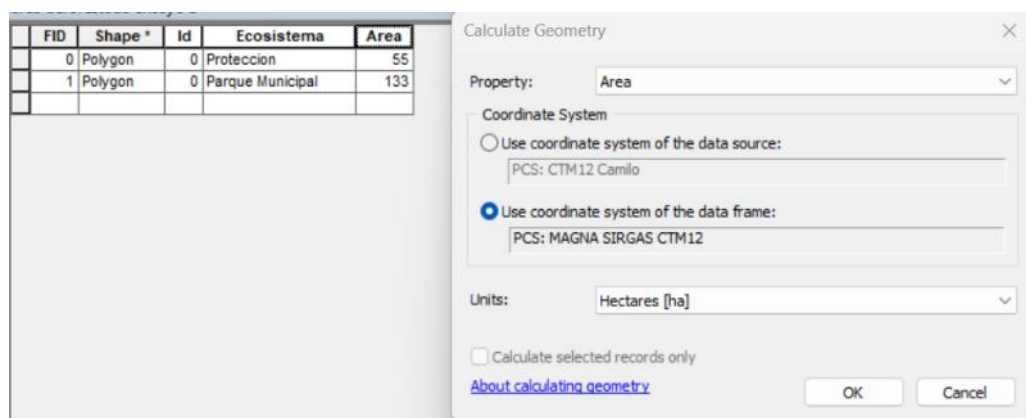 FID Shape * Id Ecosistema Area
0 Polygon 0 Proteccion 55
1 Polygon 0 Parque Municipal 133
Calculate Geometry
Property: Area
Coordinate System
Use coordinate system of the data source:
PCS: CTM12 Camilo
Use coordinate system of the data frame:
PCS: MAGNA SIRGAS CTM12
Units: Hectares [ha]
Calculate selected records only
About calculating geometry
OK Cancel